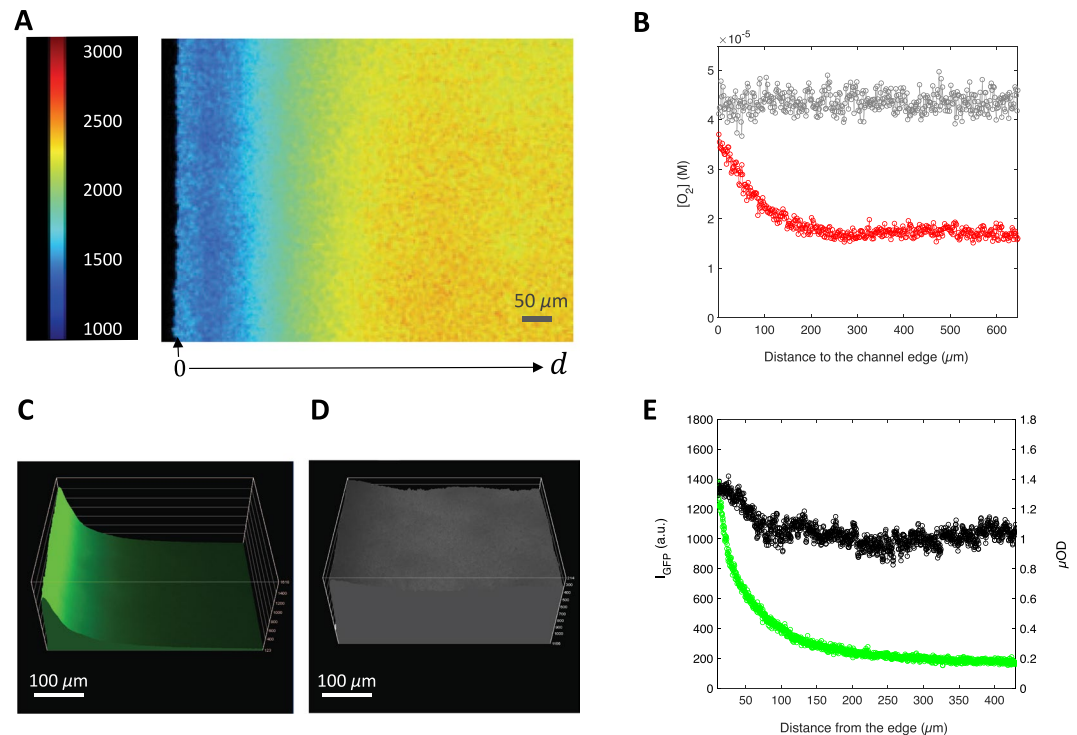 A
3000
2500
2000
1500
1000
50 µm
0
d
B
×10⁻⁵
5
4
3
2
1
0
[O₂] (M)
0 100 200 300 400 500 600
Distance to the channel edge (µm)
C
100 µm
D
100 µm
E
1800
1600
1400
1200
1000
800
600
400
200
0
I_GFP (a.u.)
1.8
1.6
1.4
1.2
1
0.8
0.6
0.4
0.2
0
µOD
50 100 150 200 250 300 350 400
Distance from the edge (µm)